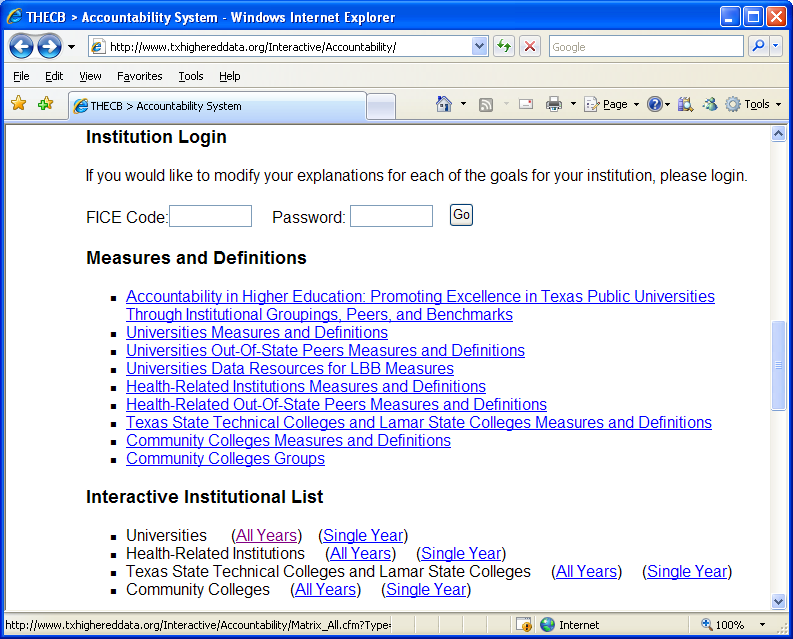 THECB > Accountability System - Windows Internet Explorer
http://www.txhighereddata.org/Interactive/Accountability/
Google
File Edit View Favorites Tools Help
THECB > Accountability System
Page Tools
Institution Login
If you would like to modify your explanations for each of the goals for your institution, please login.
FICE Code: Password: Go
Measures and Definitions
Accountability in Higher Education: Promoting Excellence in Texas Public Universities
Through Institutional Groupings, Peers, and Benchmarks
Universities Measures and Definitions
Universities Out-Of-State Peers Measures and Definitions
Universities Data Resources for LBB Measures
Health-Related Institutions Measures and Definitions
Health-Related Out-Of-State Peers Measures and Definitions
Texas State Technical Colleges and Lamar State Colleges Measures and Definitions
Community Colleges Measures and Definitions
Community Colleges Groups
Interactive Institutional List
Universities (All Years) (Single Year)
Health-Related Institutions (All Years) (Single Year)
Texas State Technical Colleges and Lamar State Colleges (All Years) (Single Year)
Community Colleges (All Years) (Single Year)
http://www.txhighereddata.org/Interactive/Accountability/Matrix_All.cfm?Type= Internet 100%